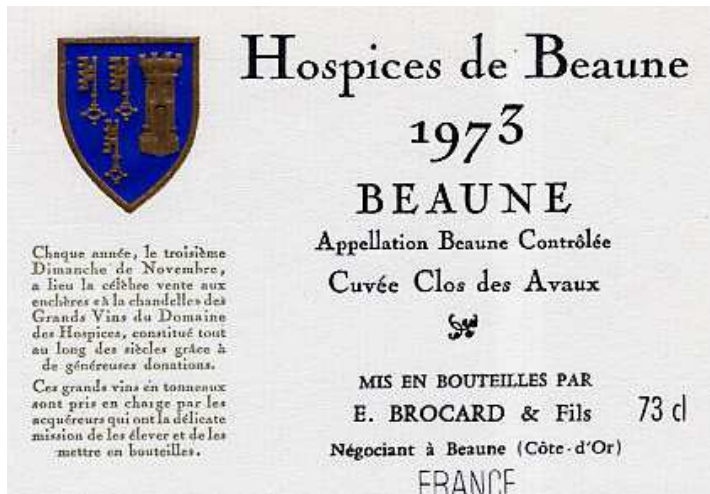 Hospices de Beaune
1973
BEAUNE
Appellation Beaune Contrôlée
Cuvée Clos des Avaux
MIS EN BOUTEILLES PAR
E. BROCARD & Fils 73 cl
Négociant à Beaune (Côte-d'Or)
FRANCE
Chaque année, le troisième
Dimanche de Novembre,
a lieu la célèbre vente aux
enchères «à la chandelle» des
Grands Vins du Domaine
des Hospices, constitué tout
au long des siècles grâce à
de généreuses donations.
Ces grands vins en tonneaux
sont pris en charge par les
acquéreurs qui ont la délicate
mission de les élever et de les
mettre en bouteilles.